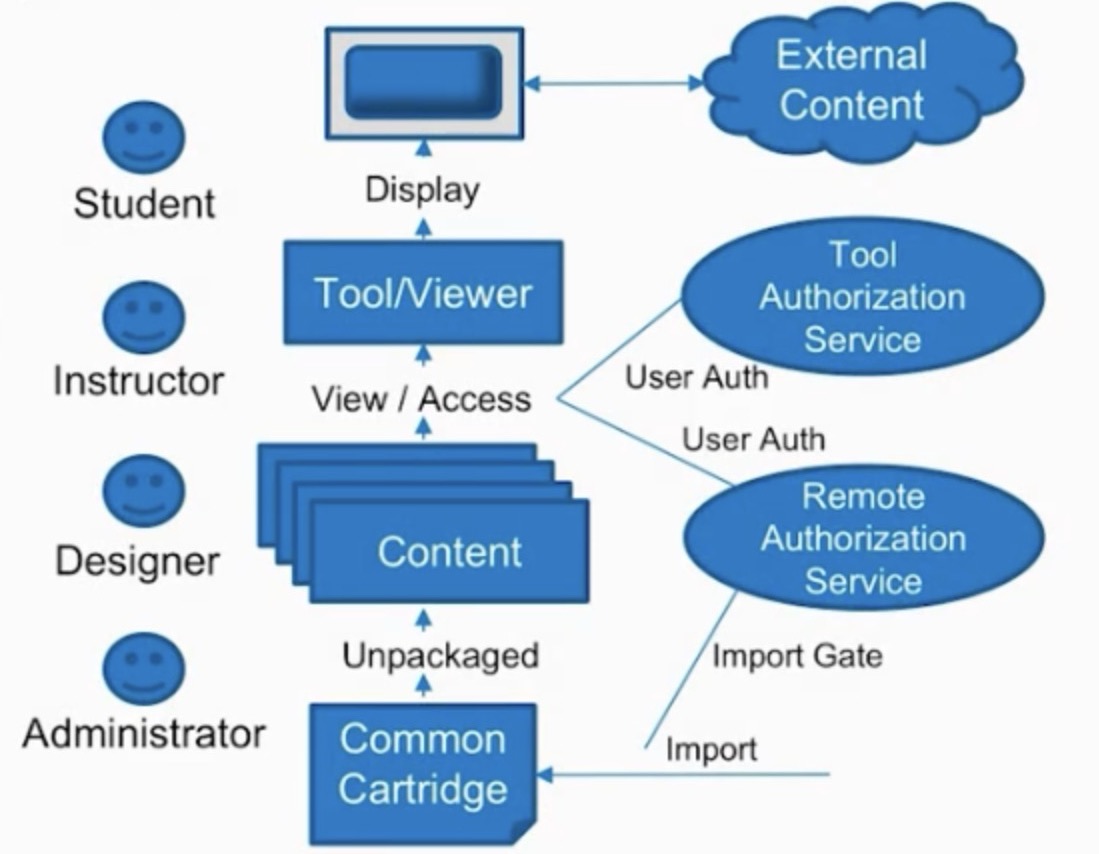 External
Content
Student
Display
Tool/Viewer
Tool
Authorization
Service
Instructor
View / Access
User Auth
User Auth
Designer
Content
Remote
Authorization
Service
Unpackaged
Import Gate
Administrator
Common
Cartridge
Import